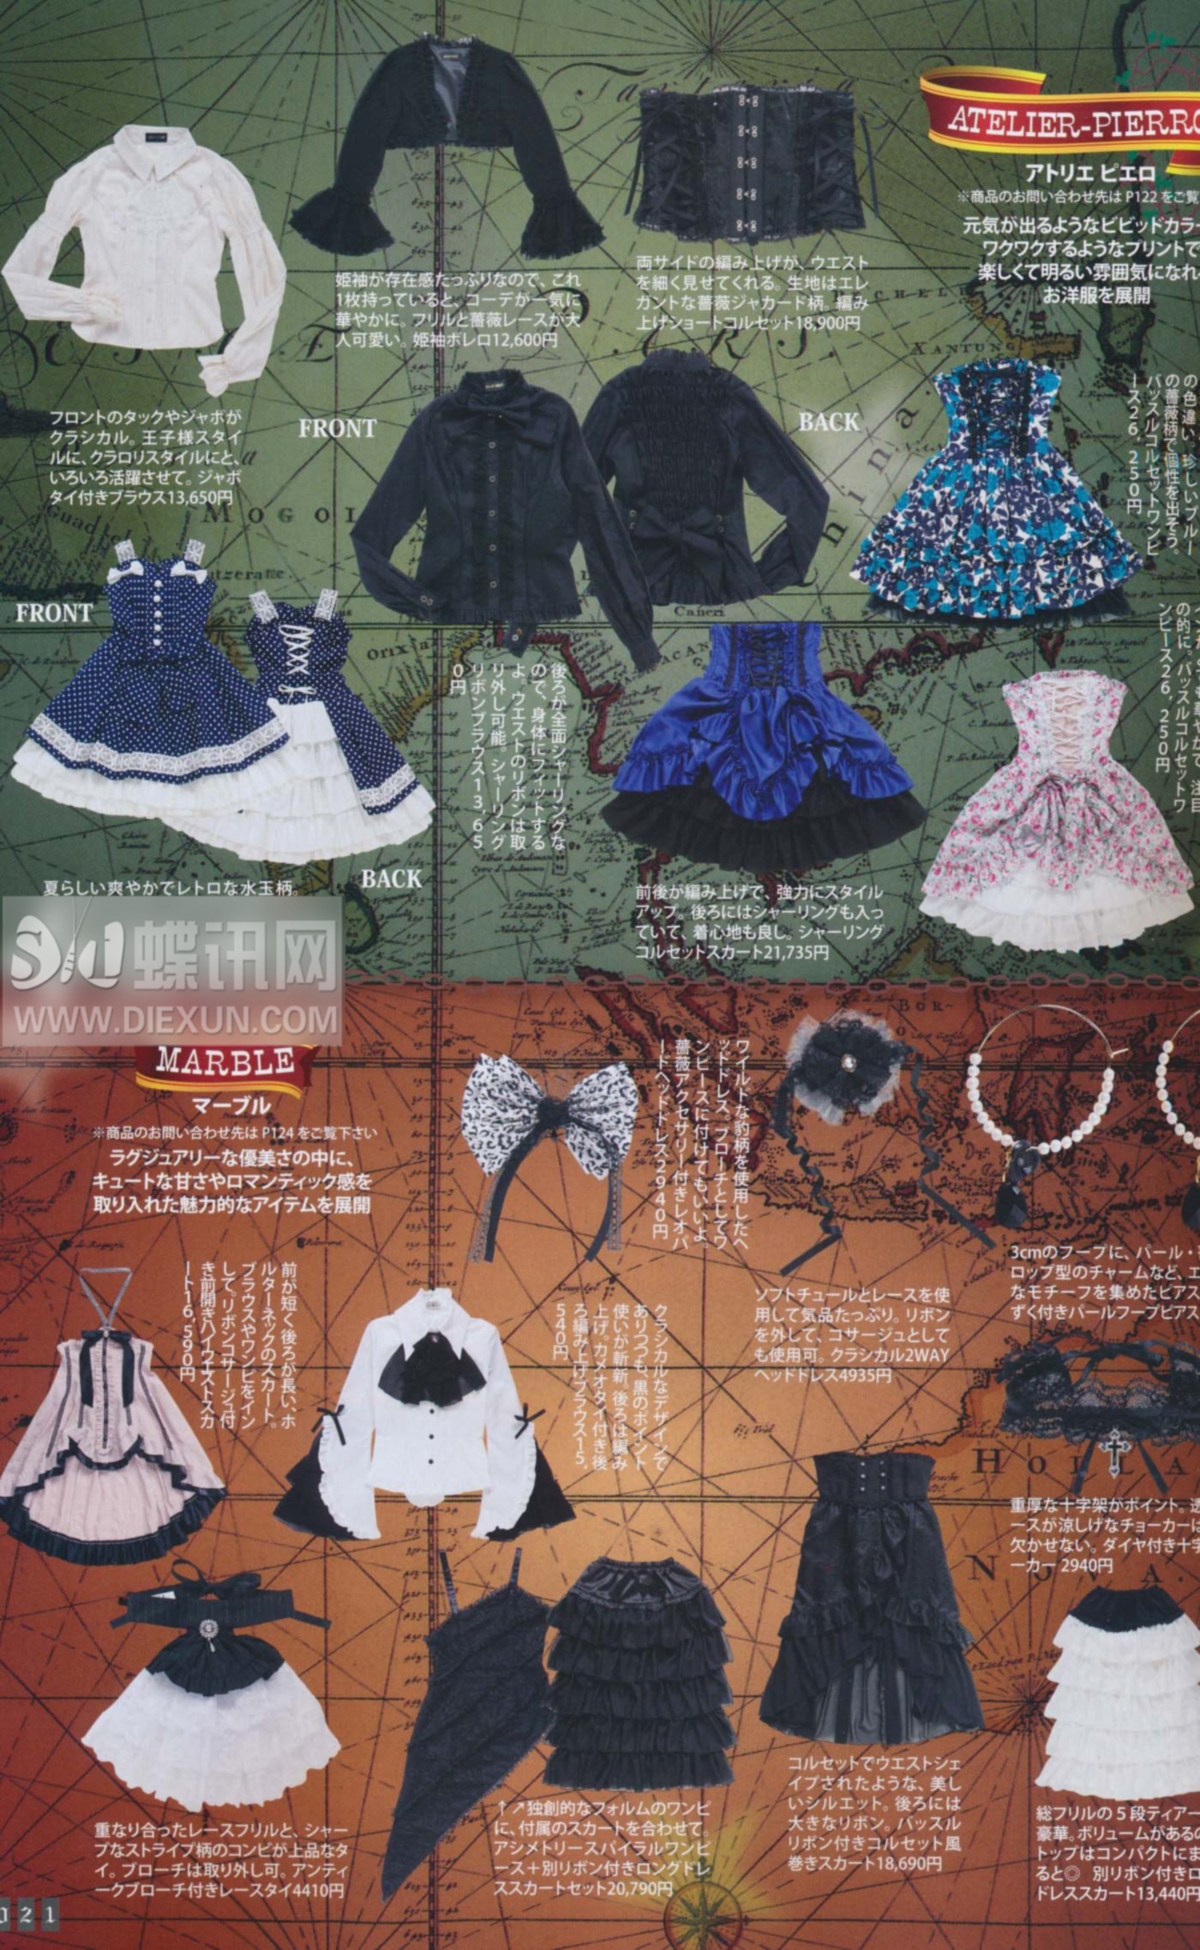 ATELIER-PIERRO
アトリエ ピエロ
※商品のお問い合わせ先は P122 をご覧
元気が出るようなビビッドカラー
ワクワクするようなプリントで
楽しくて明るい雰囲気になれ
お洋服を展開
姫袖が存在感たっぷりなので、これ
1枚持っていると、コーデが一気に
華やかに。フリルと薔薇レースが大
人可愛い。姫袖ボレロ12,600円
両サイドの編み上げが、ウエスト
を細く見せてくれる。生地はエレ
ガントな薔薇ジャカード柄。編み
上げショートコルセット18,900円
フロントのタックやジャボが
クラシカル。王子様スタイ
ルに、クラロリスタイルにと、
いろいろ活躍させて。ジャボ
タイ付きブラウス13,650円
FRONT
BACK
の色違い。珍しいブルー
の薔薇柄で個性を出そう。
バッスルコルセットワンピ
ース26,250円
FRONT
BACK
後ろが全面シャーリングな
ので、身体にフィットする
よ。ウエストのリボンは取
り外し可能。シャーリング
リボンブラウス13,65
0円
の的に。バッスルコルセットワ
ンピース26,250円
夏らしい爽やかでレトロな水玉柄。
前後が編み上げで、強力にスタイル
アップ。後ろにはシャーリングも入っ
ていて、着心地も良し。シャーリング
コルセットスカート21,735円
蝶讯网
WWW.DIEXUN.COM
MARBLE
マーブル
※商品のお問い合わせ先は P124 をご覧下さい
ラグジュアリーな優美さの中に、
キュートな甘さやロマンティック感を
取り入れた魅力的なアイテムを展開
ワイルドな豹柄を使用したヘ
ッドドレス。ブローチとしてワ
ンピースに付けてもいいよ。
薔薇アクセサリー付きレオパ
ードヘッドドレス2940円
ソフトチュールとレースを使
用して気品たっぷり。リボン
を外して、コサージュとして
も使用可。クラシカル2WAY
ヘッドドレス4935円
3cmのフープに、パール・
ロップ型のチャームなど、エ
なモチーフを集めたピアス
ずく付きパールフープピアス
前が短く後ろが長い、ホ
ルターネックのスカート。
ブラウスやワンピをイン
して。リボンコサージュ付
き前開きハイウエストスカ
ート16,590円
クラシカルなデザインで
ありつつも、黒のポイント
使いが斬新。後ろは編み
上げ。カメオタイ付き後
ろ編み上げブラウス15,
540円
重厚な十字架がポイント。透
ースが涼しげなチョーカーに
欠かせない。ダイヤ付き十字
ーカー 2940円
重なり合ったレースフリルと、シャー
プなストライプ柄のコンビが上品なタ
イ。ブローチは取り外し可。アンティ
ークブローチ付きレースタイ4410円
↑↗独創的なフォルムのワンピ
に、付属のスカートを合わせて。
アシメトリースパイラルワンピ
ース＋別リボン付きロングドレ
ススカートセット20,790円
コルセットでウエストシェ
イプされたような、美し
いシルエット。後ろには
大きなリボン。バッスル
リボン付きコルセット風
巻きスカート18,690円
総フリルの5段ティアー
豪華。ボリュームがあるの
トップはコンパクトにま
ると◎ 別リボン付きロ
ドレススカート13,440円
021